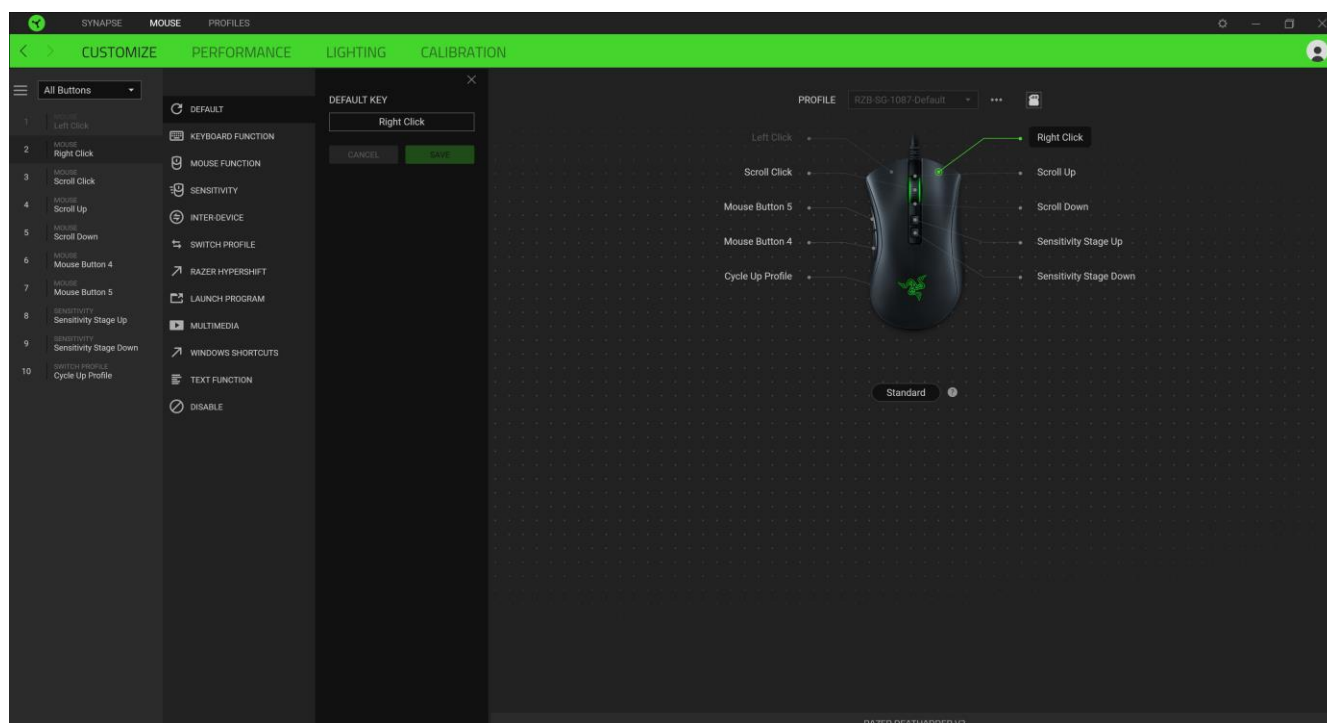 SYNAPSE MOUSE PROFILES
CUSTOMIZE PERFORMANCE LIGHTING CALIBRATION
All Buttons
1 MOUSE
Left Click
2 MOUSE
Right Click
3 MOUSE
Scroll Click
4 MOUSE
Scroll Up
5 MOUSE
Scroll Down
6 MOUSE
Mouse Button 4
7 MOUSE
Mouse Button 5
8 SENSITIVITY
Sensitivity Stage Up
9 SENSITIVITY
Sensitivity Stage Down
10 SWITCH PROFILE
Cycle Up Profile
DEFAULT
KEYBOARD FUNCTION
MOUSE FUNCTION
SENSITIVITY
INTER-DEVICE
SWITCH PROFILE
RAZER HYPERSHIFT
LAUNCH PROGRAM
MULTIMEDIA
WINDOWS SHORTCUTS
TEXT FUNCTION
DISABLE
DEFAULT KEY
Right Click
CANCEL SAVE
PROFILE RZB-SG-1087-Default
Left Click
Scroll Click
Mouse Button 5
Mouse Button 4
Cycle Up Profile
Right Click
Scroll Up
Scroll Down
Sensitivity Stage Up
Sensitivity Stage Down
Standard ?
RAZER DEATHADDER V2